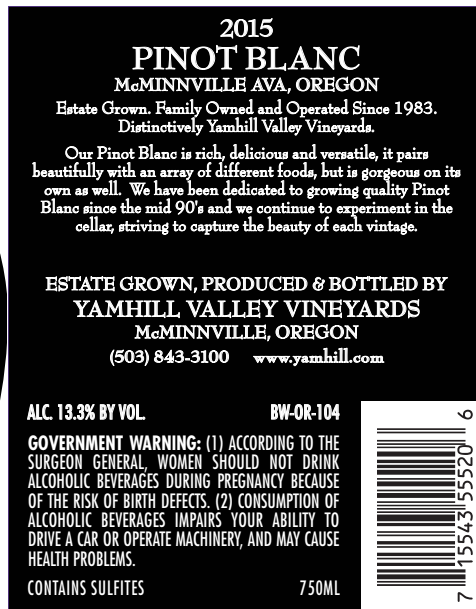 2015
PINOT BLANC
McMINNVILLE AVA, OREGON
Estate Grown. Family Owned and Operated Since 1983.
Distinctively Yamhill Valley Vineyards.
Our Pinot Blanc is rich, delicious and versatile, it pairs
beautifully with an array of different foods, but is gorgeous on its
own as well. We have been dedicated to growing quality Pinot
Blanc since the mid 90's and we continue to experiment in the
cellar, striving to capture the beauty of each vintage.
ESTATE GROWN, PRODUCED & BOTTLED BY
YAMHILL VALLEY VINEYARDS
McMINNVILLE, OREGON
(503) 843-3100 www.yamhill.com
ALC. 13.3% BY VOL. BW-OR-104
GOVERNMENT WARNING: (1) ACCORDING TO THE
SURGEON GENERAL, WOMEN SHOULD NOT DRINK
ALCOHOLIC BEVERAGES DURING PREGNANCY BECAUSE
OF THE RISK OF BIRTH DEFECTS. (2) CONSUMPTION OF
ALCOHOLIC BEVERAGES IMPAIRS YOUR ABILITY TO
DRIVE A CAR OR OPERATE MACHINERY, AND MAY CAUSE
HEALTH PROBLEMS.
CONTAINS SULFITES 750ML
7 15543 55520 6